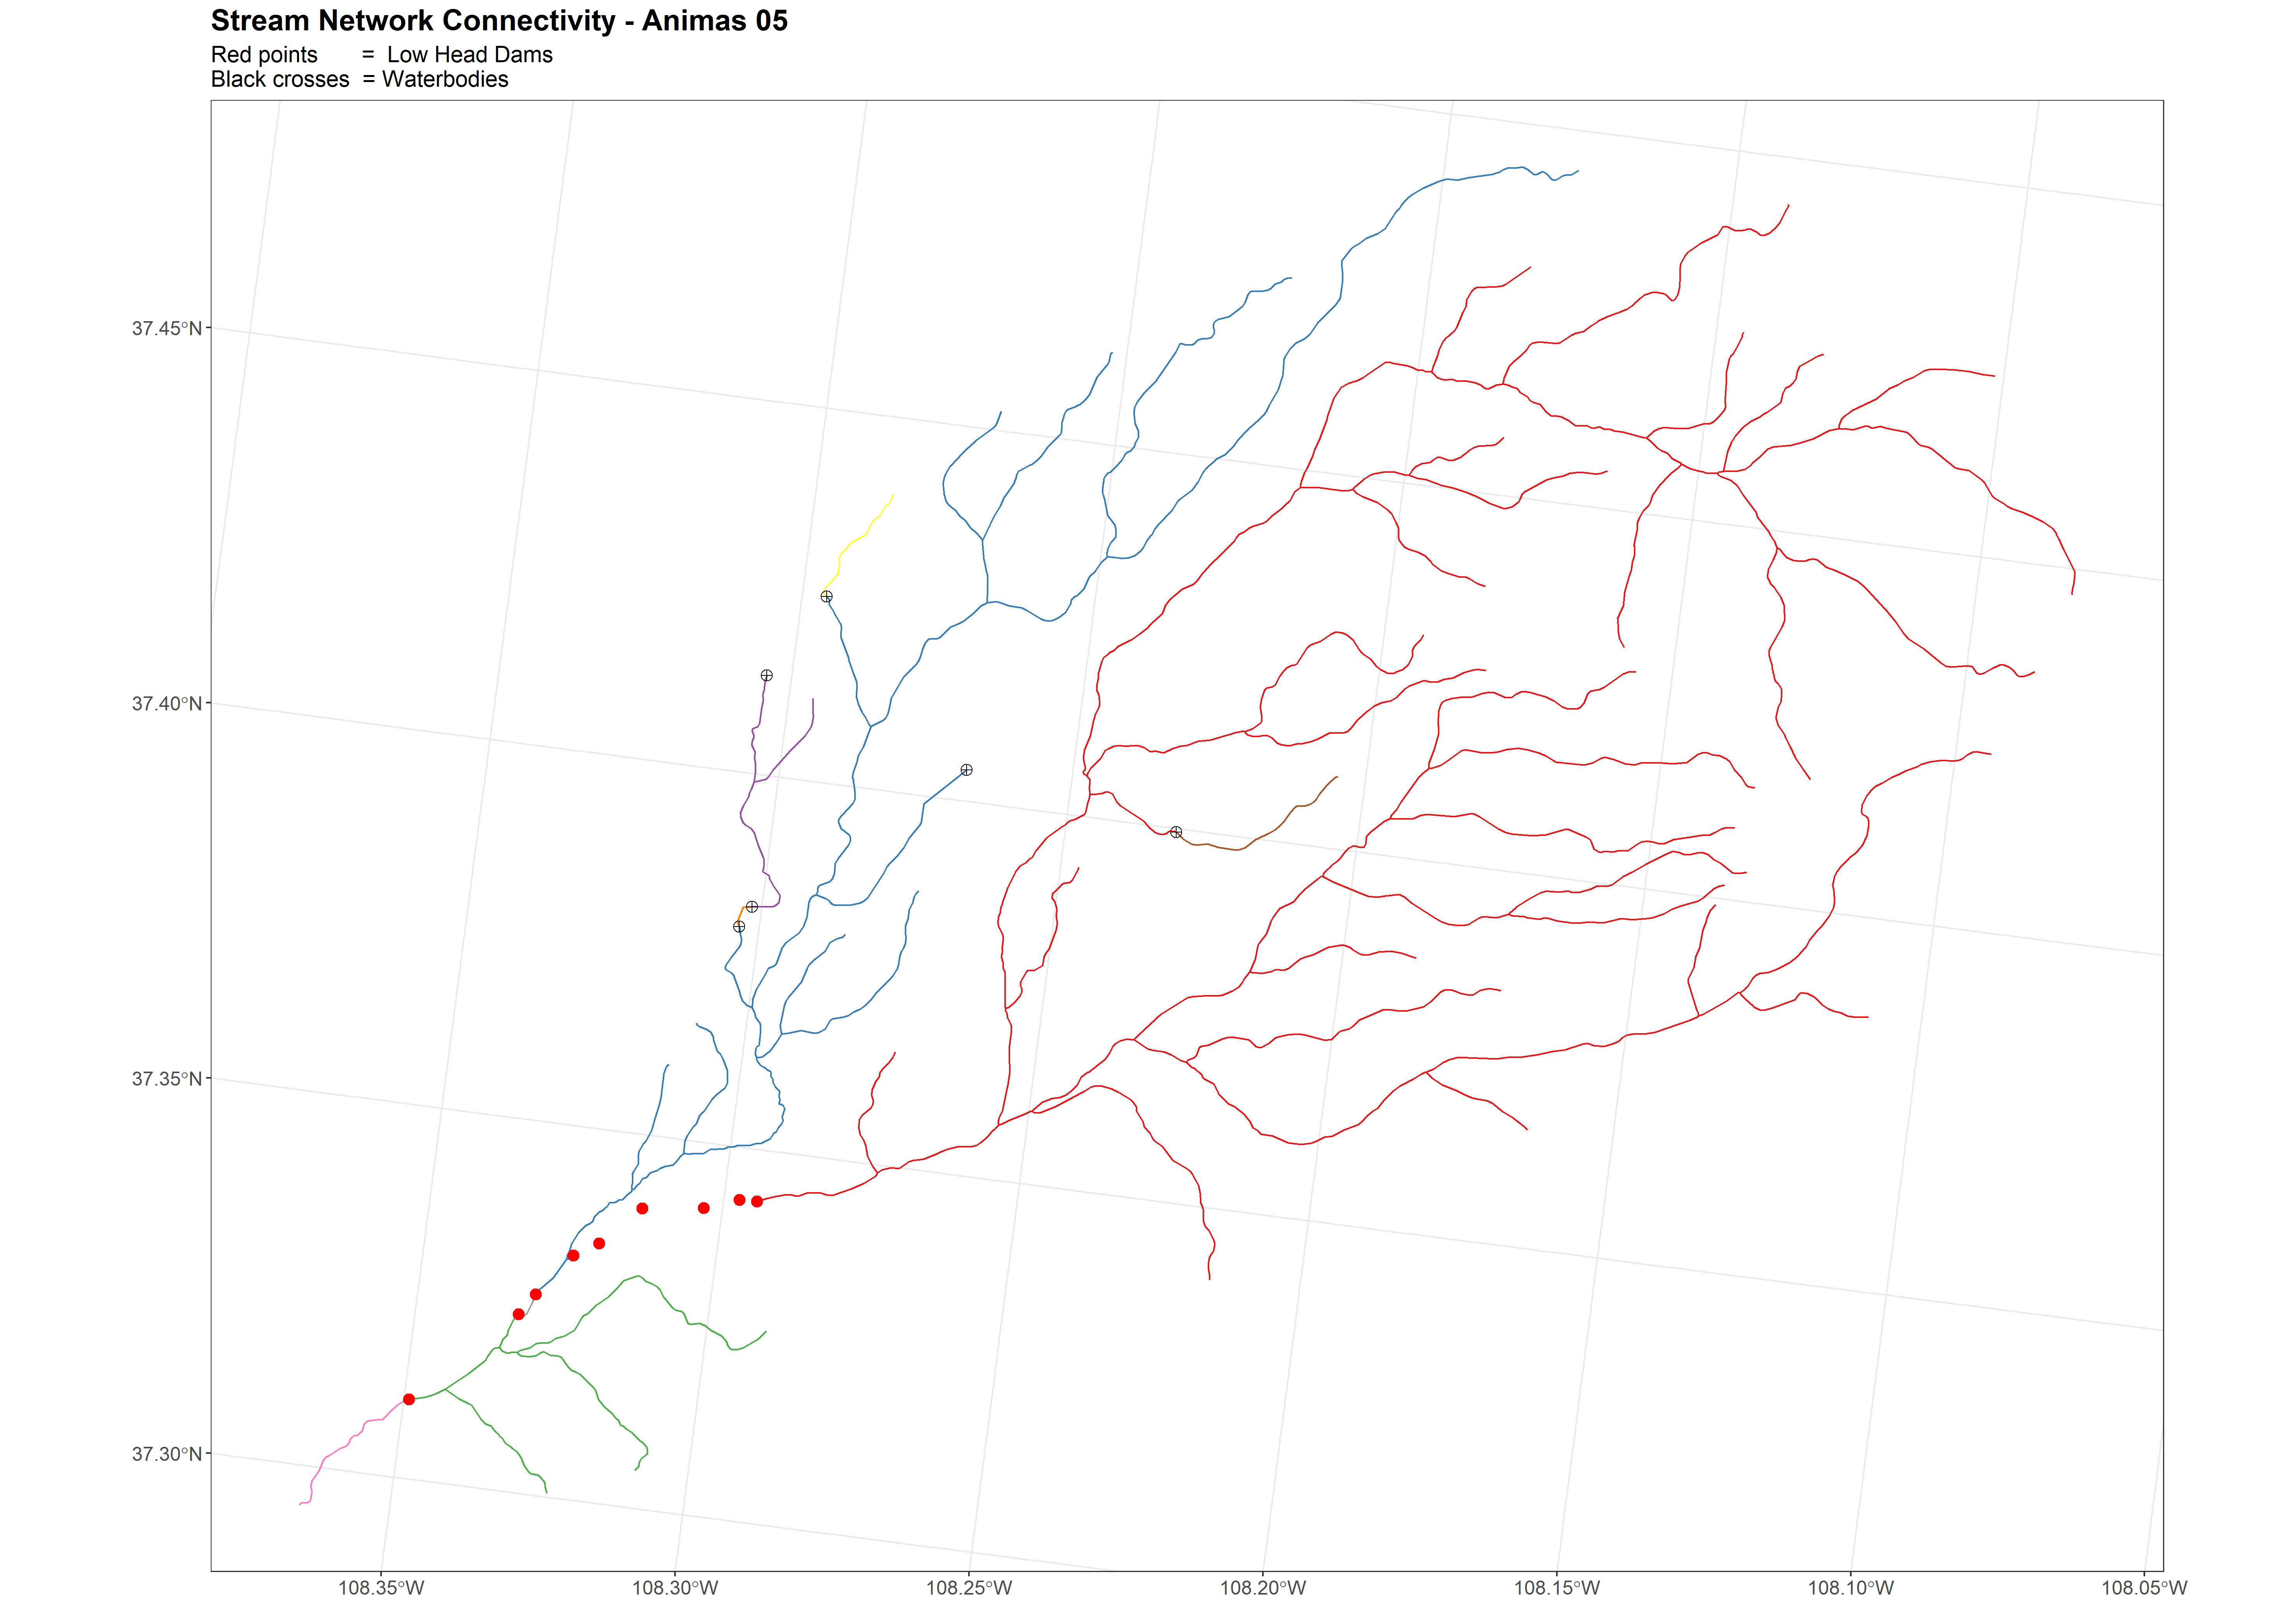 Stream Network Connectivity - Animas 05
Red points = Low Head Dams
Black crosses = Waterbodies
37.45°N
37.40°N
37.35°N
37.30°N
108.35°W 108.30°W 108.25°W 108.20°W 108.15°W 108.10°W 108.05°W